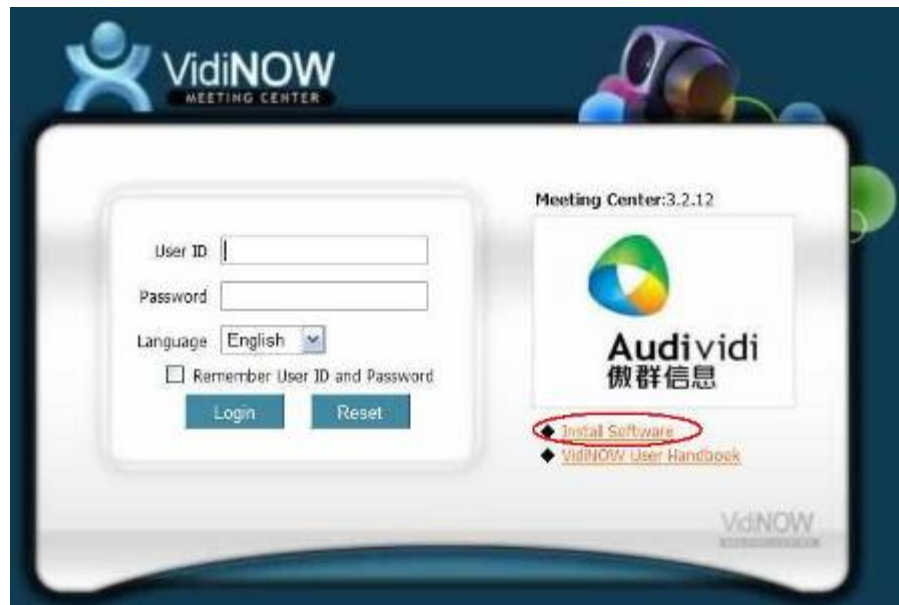 VidiNOW
MEETING CENTER
User ID
Password
Language English
Remember User ID and Password
Login Reset
Meeting Center:3.2.12
Audividi
傲群信息
Install Software
VidiNOW User Handbook
VidiNOW